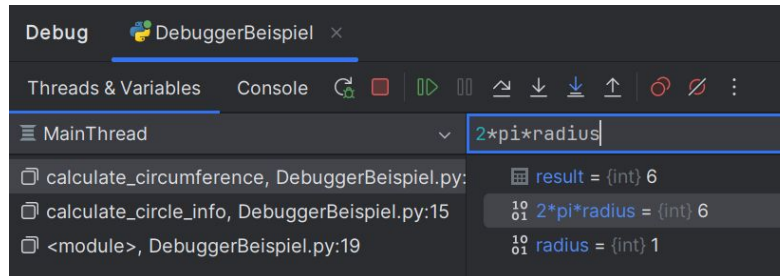 Debug DebuggerBeispiel ×
Threads & Variables Console
MainThread
2*pi*radius
calculate_circumference, DebuggerBeispiel.py:
calculate_circle_info, DebuggerBeispiel.py:15
<module>, DebuggerBeispiel.py:19
result = {int} 6
2*pi*radius = {int} 6
radius = {int} 1